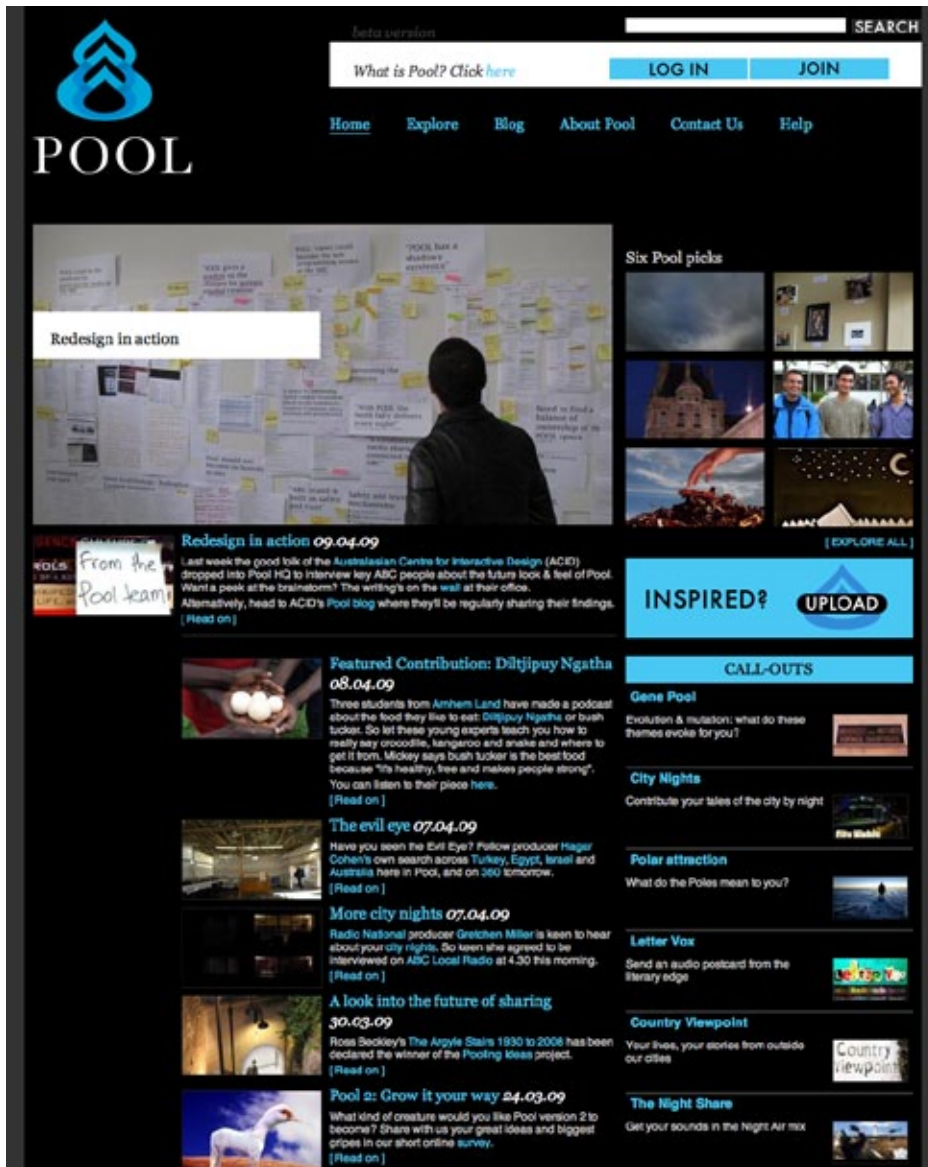 beta version
SEARCH
What is Pool? Click here
LOG IN
JOIN
Home
Explore
Blog
About Pool
Contact Us
Help
POOL
"POOL has a
shadowy
existence"
Redesign in action
Six Pool picks
[ EXPLORE ALL ]
From the
Pool team
Redesign in action 09.04.09
Last week the good folk of the Australasian Centre for Interactive Design (ACID)
dropped into Pool HQ to interview key ABC people about the future look & feel of Pool.
Want a peek at the brainstorm? The writing's on the wall at their office.
Alternatively, head to ACID's Pool blog where they'll be regularly sharing their findings.
[ Read on ]
INSPIRED?
UPLOAD
Featured Contribution: Diltjipuy Ngatha
08.04.09
Three students from Arnhem Land have made a podcast
about the food they like to eat: Diltjipuy Ngatha or bush
tucker. So let these young experts teach you how to
really say crocodile, kangaroo and snake and where to
get it from. Mickey says bush tucker is the best food
because "it's healthy, free and makes people strong".
You can listen to their piece here.
[ Read on ]
The evil eye 07.04.09
Have you seen the Evil Eye? Follow producer Hagar
Cohen's own search across Turkey, Egypt, Israel and
Australia here in Pool, and on 360 tomorrow.
[ Read on ]
More city nights 07.04.09
Radio National producer Gretchen Miller is keen to hear
about your city nights. So keen she agreed to be
interviewed on ABC Local Radio at 4.30 this morning.
[ Read on ]
A look into the future of sharing
30.03.09
Ross Beckley's The Argyle Stairs 1930 to 2008 has been
declared the winner of the Pooling Ideas project.
[ Read on ]
Pool 2: Grow it your way 24.03.09
What kind of creature would you like Pool version 2 to
become? Share with us your great ideas and biggest
gripes in our short online survey.
[ Read on ]
CALL-OUTS
Gene Pool
Evolution & mutation: what do these
themes evoke for you?
City Nights
Contribute your tales of the city by night
City Nights
Polar attraction
What do the Poles mean to you?
Letter Vox
Send an audio postcard from the
literary edge
Letter Vox
Country Viewpoint
Your lives, your stories from outside
our cities
Country
Viewpoint
The Night Share
Get your sounds in the Night Air mix